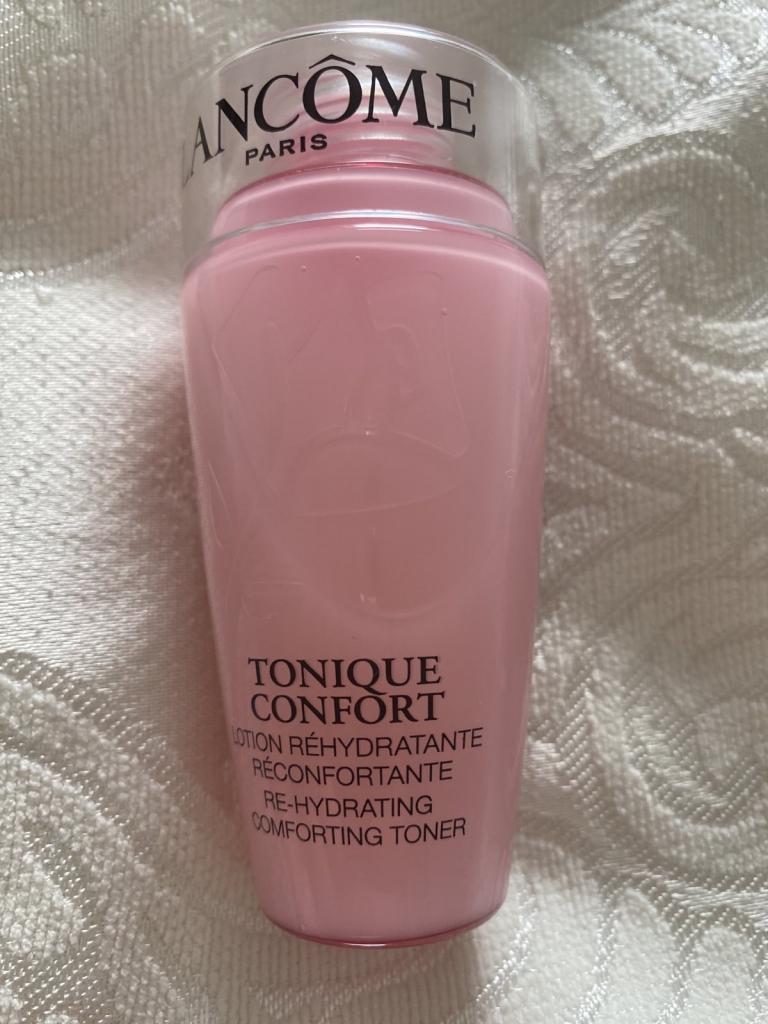 LANCÔME
PARIS
TONIQUE
CONFORT
LOTION RÉHYDRATANTE
RÉCONFORTANTE
RE-HYDRATING
COMFORTING TONER